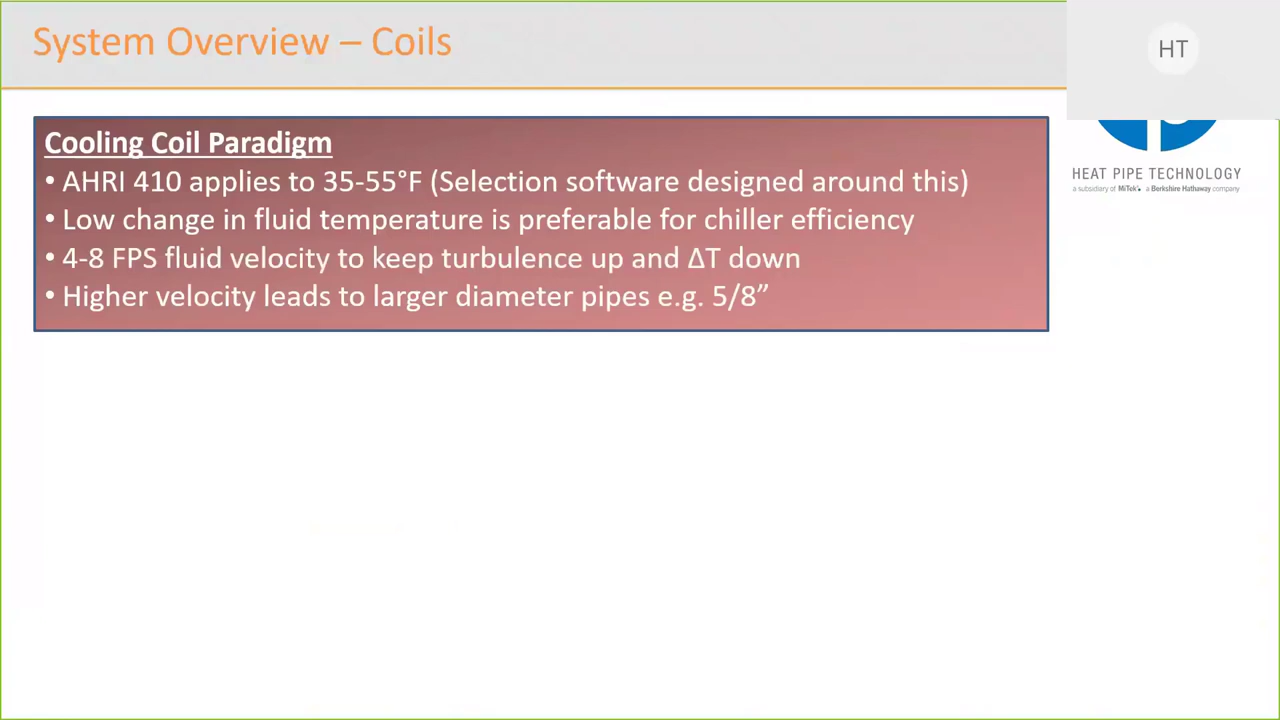 System Overview – Coils
HT
Cooling Coil Paradigm
• AHRI 410 applies to 35-55°F (Selection software designed around this)
• Low change in fluid temperature is preferable for chiller efficiency
• 4-8 FPS fluid velocity to keep turbulence up and ΔT down
• Higher velocity leads to larger diameter pipes e.g. 5/8”
HEAT PIPE TECHNOLOGY
a subsidiary of MiTek® a Berkshire Hathaway company